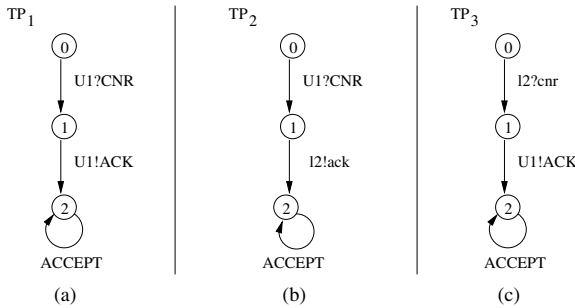 TP1 TP2 TP3
0 0 0
U1?CNR U1?CNR l2?cnr
1 1 1
U1!ACK l2!ack U1!ACK
2 2 2
ACCEPT ACCEPT ACCEPT
(a) (b) (c)